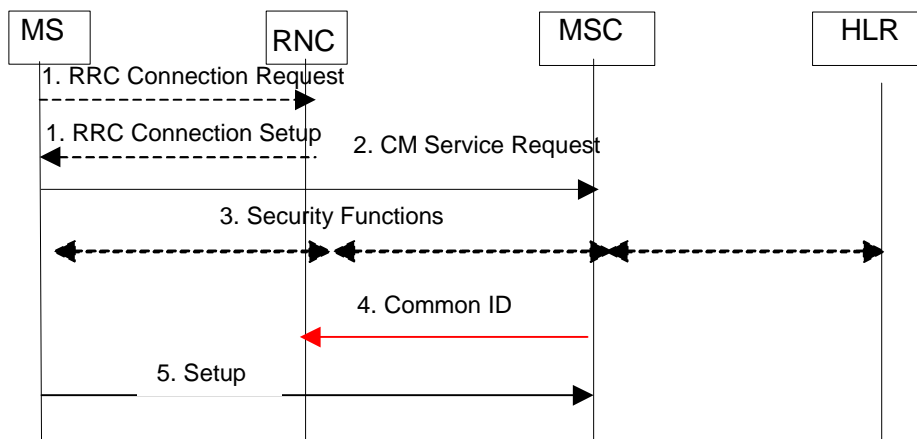 MS
RNC
MSC
HLR
1. RRC Connection Request
1. RRC Connection Setup
2. CM Service Request
3. Security Functions
4. Common ID
5. Setup